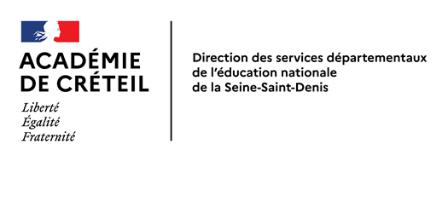 ACADÉMIE
DE CRÉTEIL
Liberté
Égalité
Fraternité
Direction des services départementaux
de l'éducation nationale
de la Seine-Saint-Denis